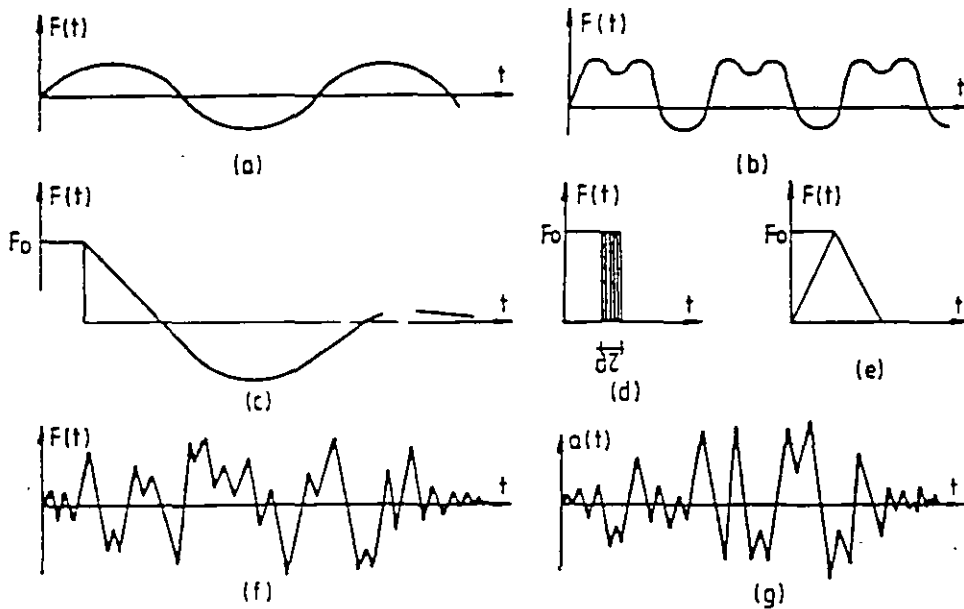 F(t)
t
(a)
F(t)
t
(b)
F(t)
Fo
t
(c)
F(t)
Fo
t
dτ
(d)
F(t)
Fo
t
(e)
F(t)
t
(f)
a(t)
t
(g)